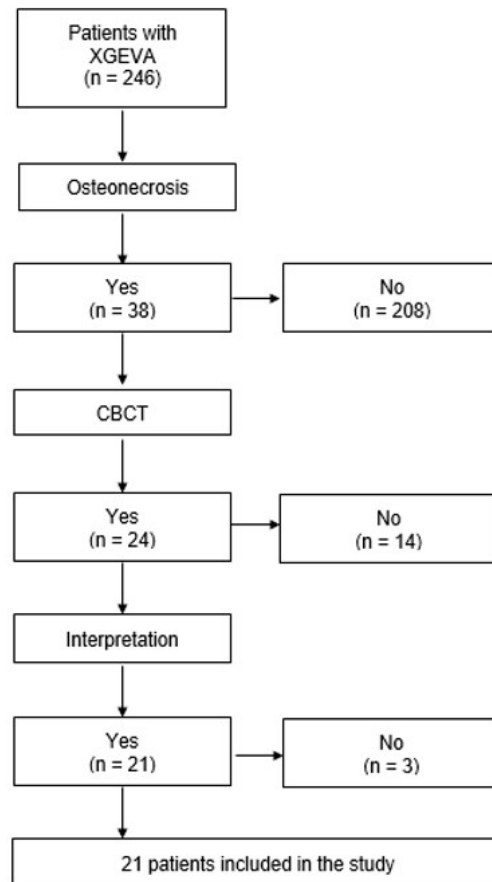 Patients with
XGEVA
(n = 246)
Osteonecrosis
Yes
(n = 38)
No
(n = 208)
CBCT
Yes
(n = 24)
No
(n = 14)
Interpretation
Yes
(n = 21)
No
(n = 3)
21 patients included in the study